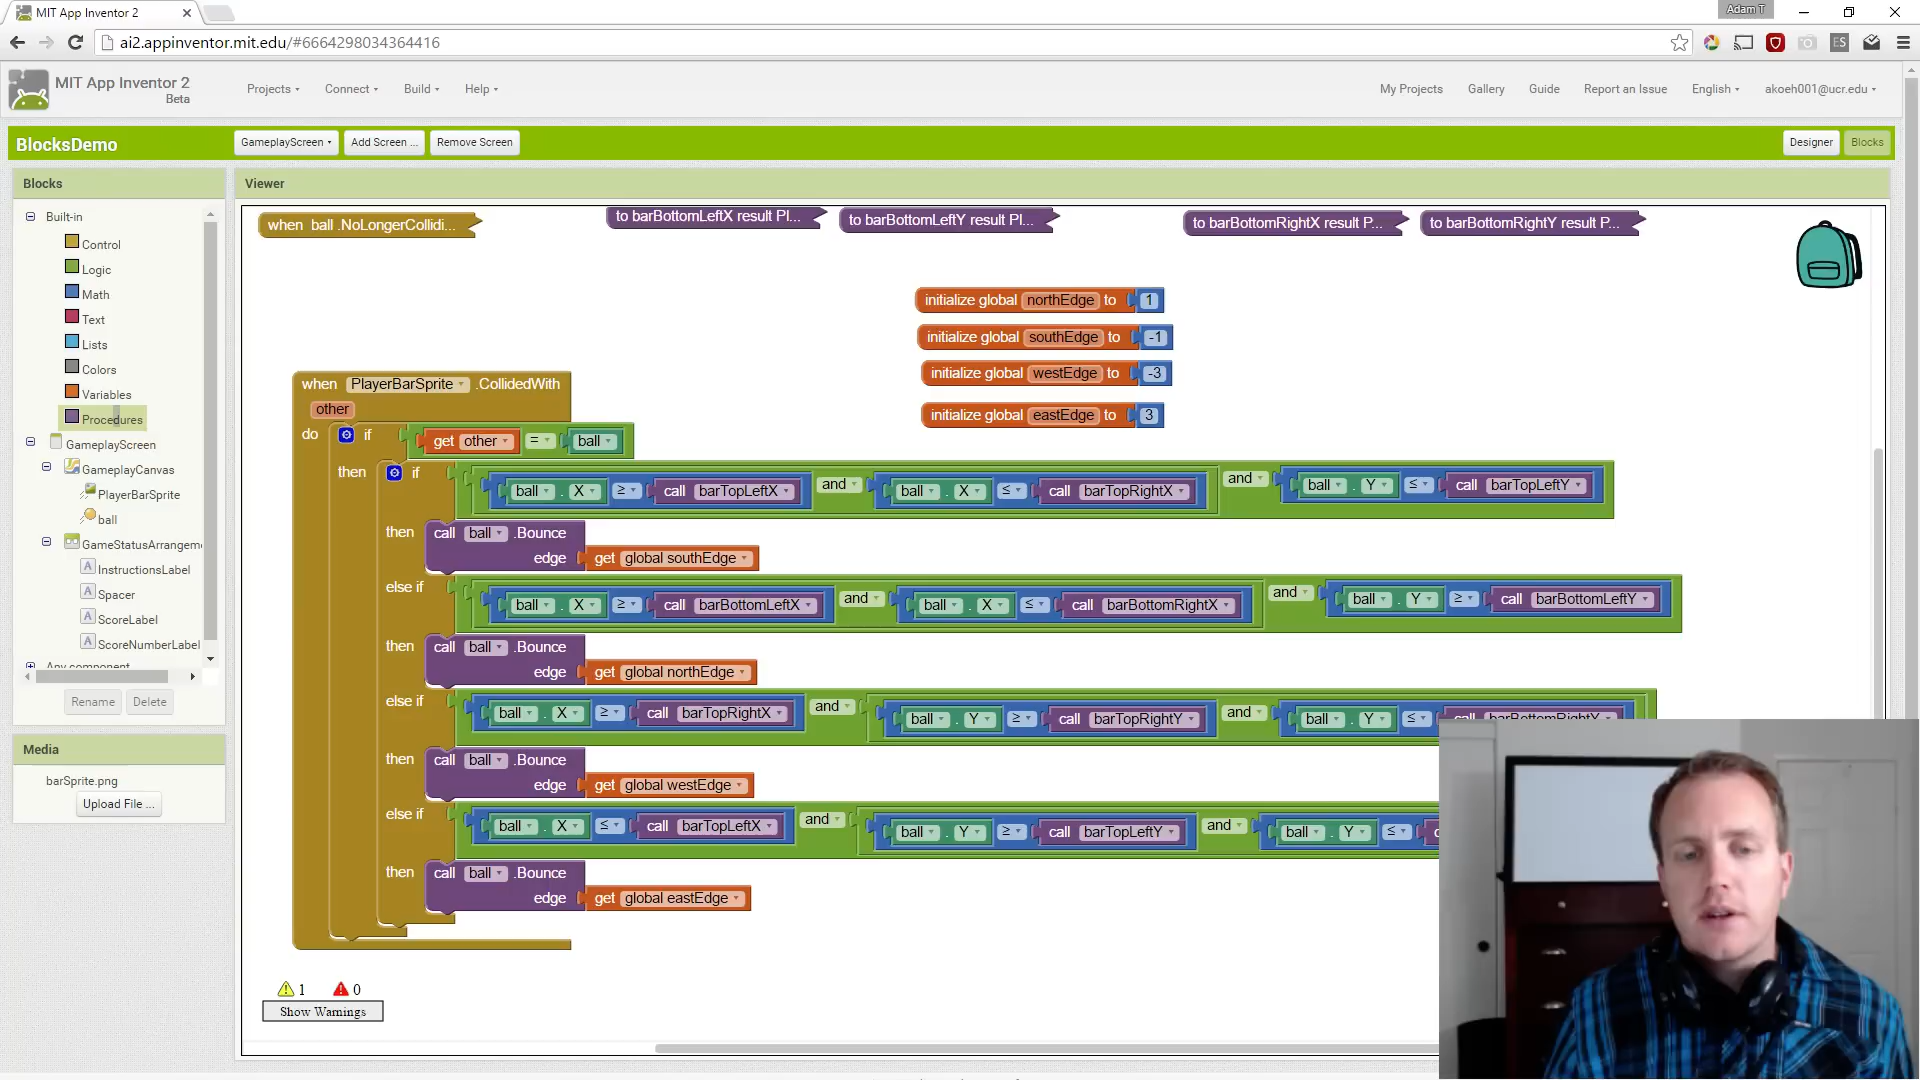 MIT App Inventor 2
Adam T
ai2.appinventor.mit.edu/#6664298034364416
ES
MIT App Inventor 2
Beta
Projects
Connect
Build
Help
My Projects
Gallery
Guide
Report an Issue
English
akoeh001@ucr.edu
BlocksDemo
GameplayScreen
Add Screen ...
Remove Screen
Designer
Blocks
Blocks
Built-in
Control
Logic
Math
Text
Lists
Colors
Variables
Procedures
GameplayScreen
GameplayCanvas
PlayerBarSprite
ball
GameStatusArrangeme
InstructionsLabel
Spacer
ScoreLabel
ScoreNumberLabel
Any component
Rename
Delete
Media
barSprite.png
Upload File ...
Viewer
when ball .NoLongerCollidi...
to barBottomLeftX result Pl...
to barBottomLeftY result Pl...
to barBottomRightX result P...
to barBottomRightY result P...
initialize global northEdge to 1
initialize global southEdge to -1
initialize global westEdge to -3
initialize global eastEdge to 3
when PlayerBarSprite .CollidedWith
other
do if get other = ball
then if ball . X ≥ call barTopLeftX and ball . X ≤ call barTopRightX and ball . Y ≤ call barTopLeftY
then call ball .Bounce
edge get global southEdge
else if ball . X ≥ call barBottomLeftX and ball . X ≤ call barBottomRightX and ball . Y ≥ call barBottomLeftY
then call ball .Bounce
edge get global northEdge
else if ball . X ≥ call barTopRightX and ball . Y ≥ call barTopRightY and ball . Y ≤ call barBottomRightY
then call ball .Bounce
edge get global westEdge
else if ball . X ≤ call barTopLeftX and ball . Y ≥ call barTopLeftY and ball . Y ≤
then call ball .Bounce
edge get global eastEdge
1 0
Show Warnings